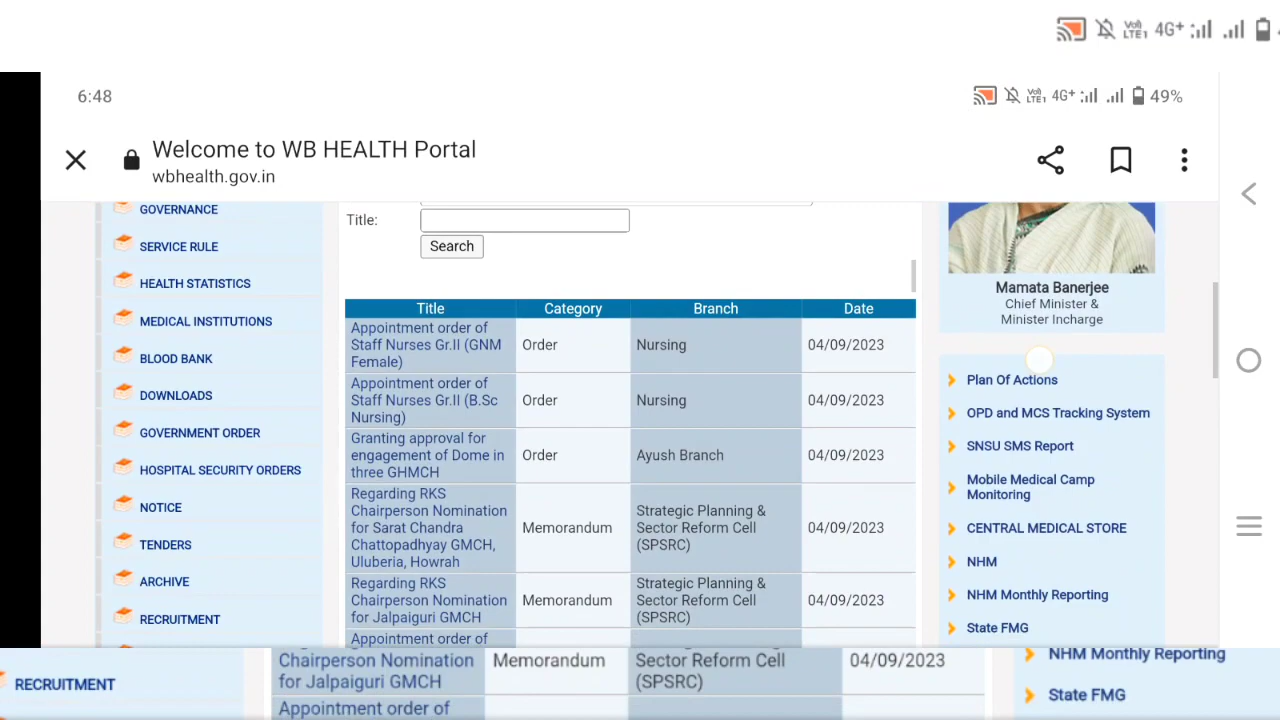 VoLTE1 4G+
6:48
VoLTE1 4G+ 49%
Welcome to WB HEALTH Portal
wbhealth.gov.in
GOVERNANCE
SERVICE RULE
HEALTH STATISTICS
MEDICAL INSTITUTIONS
BLOOD BANK
DOWNLOADS
GOVERNMENT ORDER
HOSPITAL SECURITY ORDERS
NOTICE
TENDERS
ARCHIVE
RECRUITMENT
Title:
Search
Title Category Branch Date
Appointment order of
Staff Nurses Gr.II (GNM
Female)
Order
Nursing
04/09/2023
Appointment order of
Staff Nurses Gr.II (B.Sc
Nursing)
Order
Nursing
04/09/2023
Granting approval for
engagement of Dome in
three GHMCH
Order
Ayush Branch
04/09/2023
Regarding RKS
Chairperson Nomination
for Sarat Chandra
Chattopadhyay GMCH,
Uluberia, Howrah
Memorandum
Strategic Planning &
Sector Reform Cell
(SPSRC)
04/09/2023
Regarding RKS
Chairperson Nomination
for Jalpaiguri GMCH
Memorandum
Strategic Planning &
Sector Reform Cell
(SPSRC)
04/09/2023
Appointment order of
Mamata Banerjee
Chief Minister &
Minister Incharge
Plan Of Actions
OPD and MCS Tracking System
SNSU SMS Report
Mobile Medical Camp
Monitoring
CENTRAL MEDICAL STORE
NHM
NHM Monthly Reporting
State FMG
RECRUITMENT
Chairperson Nomination
for Jalpaiguri GMCH
Appointment order of
Memorandum
Sector Reform Cell
(SPSRC)
04/09/2023
NHM Monthly Reporting
State FMG